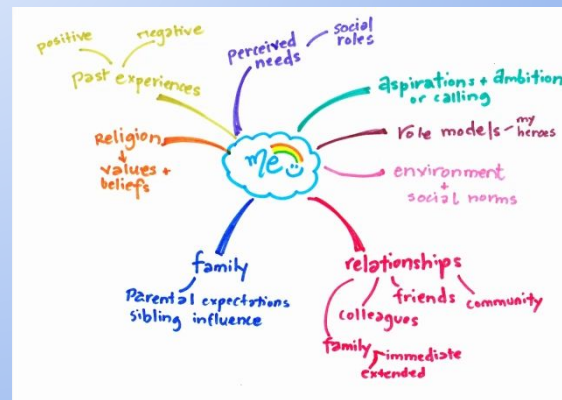 positive
negative
past experiences
perceived
needs
social
roles
aspirations + ambition
or calling
role models - my
heroes
environment
+
social norms
Religion
values +
beliefs
me
family
Parental expectations
sibling influence
relationships
friends
community
colleagues
family
immediate
extended